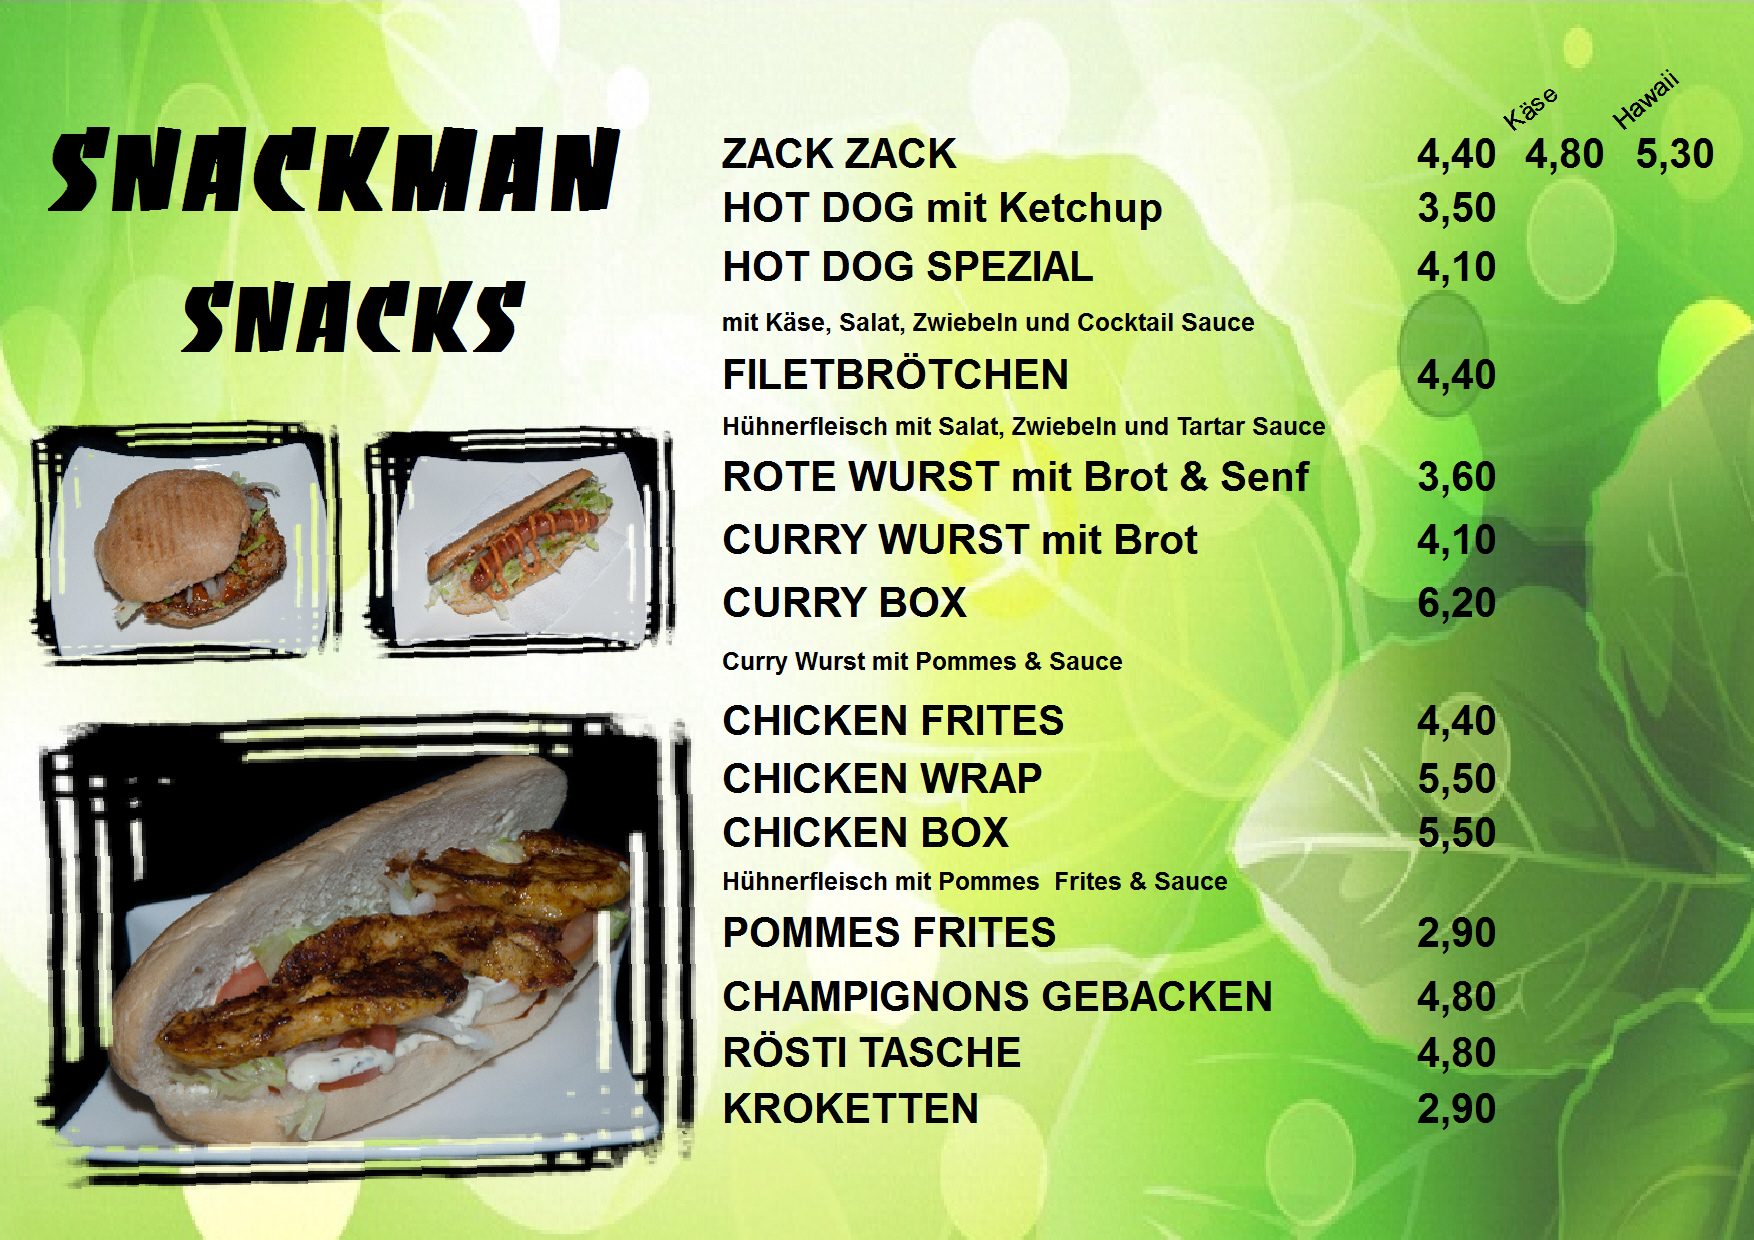 SNACKMAN
SNACKS
Käse Hawaii
ZACK ZACK 4,40 4,80 5,30
HOT DOG mit Ketchup 3,50
HOT DOG SPEZIAL 4,10
mit Käse, Salat, Zwiebeln und Cocktail Sauce
FILETBRÖTCHEN 4,40
Hühnerfleisch mit Salat, Zwiebeln und Tartar Sauce
ROTE WURST mit Brot & Senf 3,60
CURRY WURST mit Brot 4,10
CURRY BOX 6,20
Curry Wurst mit Pommes & Sauce
CHICKEN FRITES 4,40
CHICKEN WRAP 5,50
CHICKEN BOX 5,50
Hühnerfleisch mit Pommes  Frites & Sauce
POMMES FRITES 2,90
CHAMPIGNONS GEBACKEN 4,80
RÖSTI TASCHE 4,80
KROKETTEN 2,90